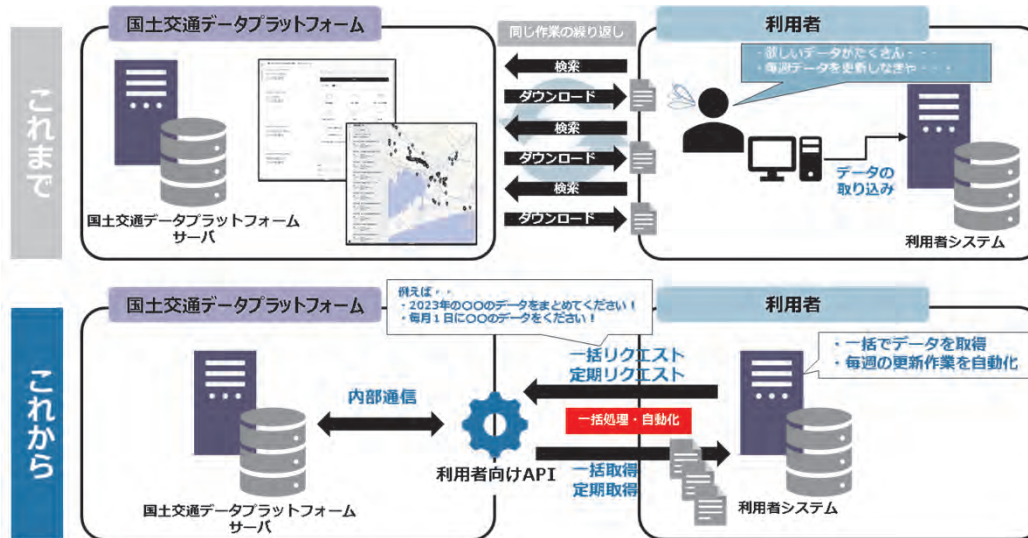 これまで
国土交通データプラットフォーム
同じ作業の繰り返し
利用者
・欲しいデータがたくさん・・・
・毎週データを更新しなきゃ・・・
検索
ダウンロード
検索
ダウンロード
検索
ダウンロード
データの
取り込み
国土交通データプラットフォーム
サーバ
利用者システム
これから
国土交通データプラットフォーム
例えば・・
・2023年の〇〇のデータをまとめてください!
・毎月1日に〇〇のデータをください!
利用者
・一括でデータを取得
・毎週の更新作業を自動化
一括リクエスト
定期リクエスト
内部通信
一括処理・自動化
利用者向けAPI
一括取得
定期取得
国土交通データプラットフォーム
サーバ
利用者システム